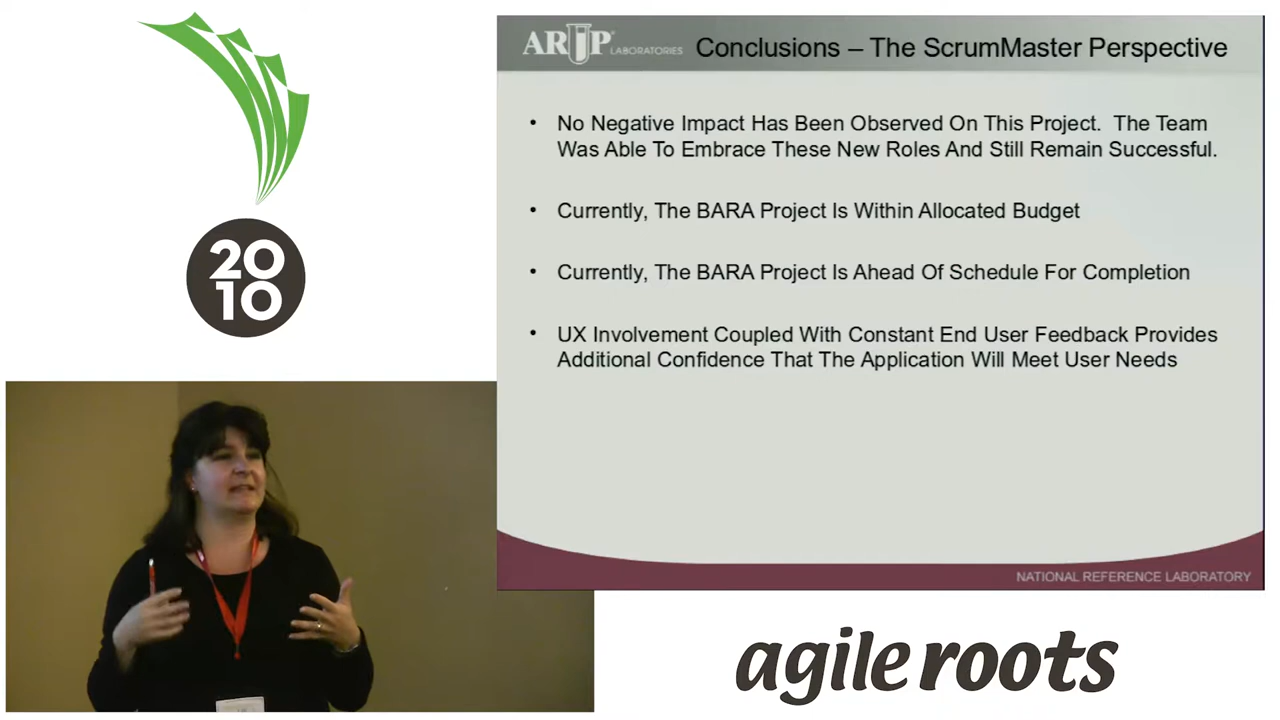 20
10
ARUP LABORATORIES
Conclusions – The ScrumMaster Perspective
• No Negative Impact Has Been Observed On This Project. The Team
Was Able To Embrace These New Roles And Still Remain Successful.
• Currently, The BARA Project Is Within Allocated Budget
• Currently, The BARA Project Is Ahead Of Schedule For Completion
• UX Involvement Coupled With Constant End User Feedback Provides
Additional Confidence That The Application Will Meet User Needs
NATIONAL REFERENCE LABORATORY
agile roots